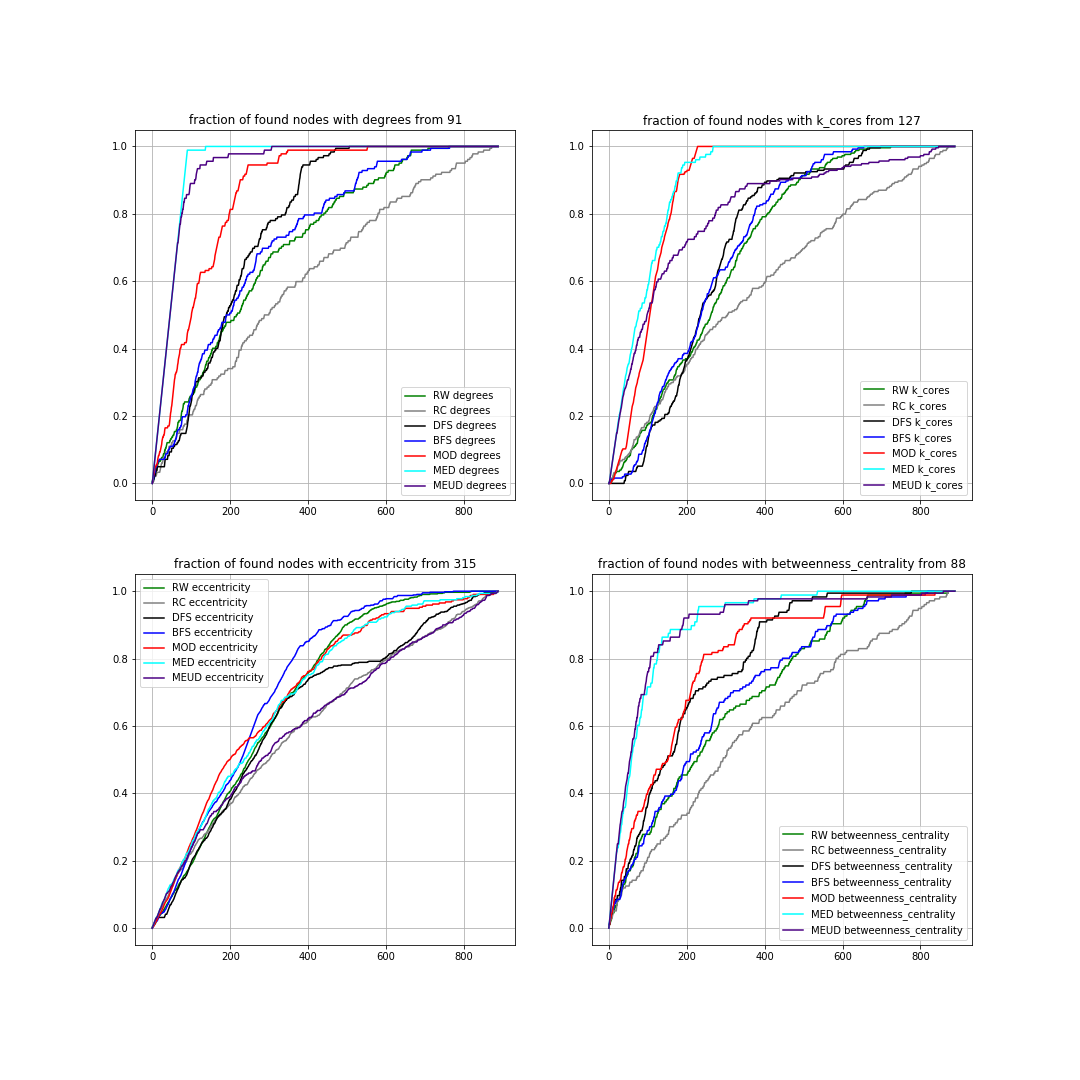 fraction of found nodes with degrees from 91
1.0
0.8
0.6
0.4
0.2
0.0
0 200 400 600 800
RW degrees
RC degrees
DFS degrees
BFS degrees
MOD degrees
MED degrees
MEUD degrees
fraction of found nodes with k_cores from 127
1.0
0.8
0.6
0.4
0.2
0.0
0 200 400 600 800
RW k_cores
RC k_cores
DFS k_cores
BFS k_cores
MOD k_cores
MED k_cores
MEUD k_cores
fraction of found nodes with eccentricity from 315
1.0
0.8
0.6
0.4
0.2
0.0
0 200 400 600 800
RW eccentricity
RC eccentricity
DFS eccentricity
BFS eccentricity
MOD eccentricity
MED eccentricity
MEUD eccentricity
fraction of found nodes with betweenness_centrality from 88
1.0
0.8
0.6
0.4
0.2
0.0
0 200 400 600 800
RW betweenness_centrality
RC betweenness_centrality
DFS betweenness_centrality
BFS betweenness_centrality
MOD betweenness_centrality
MED betweenness_centrality
MEUD betweenness_centrality